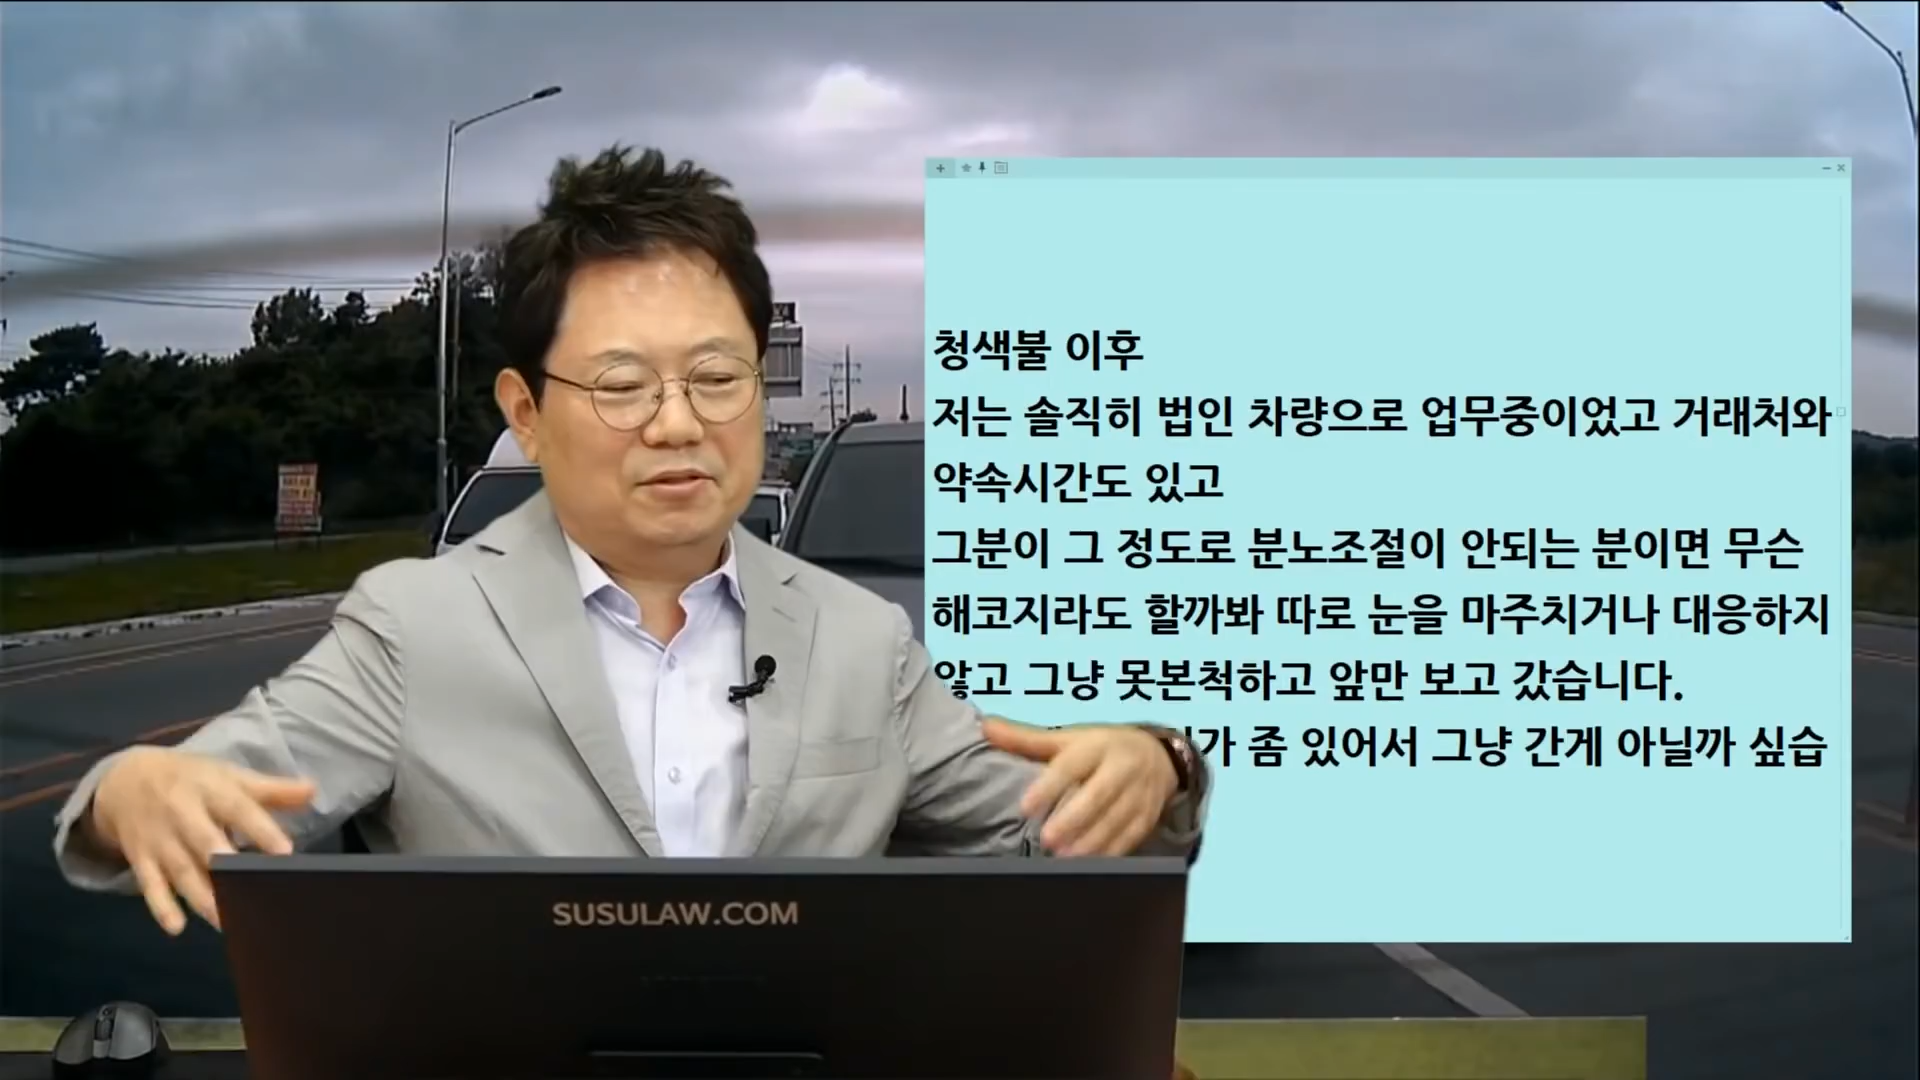 청색불 이후
저는 솔직히 법인 차량으로 업무중이었고 거래처와
약속시간도 있고
그분이 그 정도로 분노조절이 안되는 분이면 무슨
해코지라도 할까봐 따로 눈을 마주치거나 대응하지
않고 그냥 못본척하고 앞만 보고 갔습니다.
좀 있어서 그냥 간게 아닐까 싶습
SUSULAW.COM